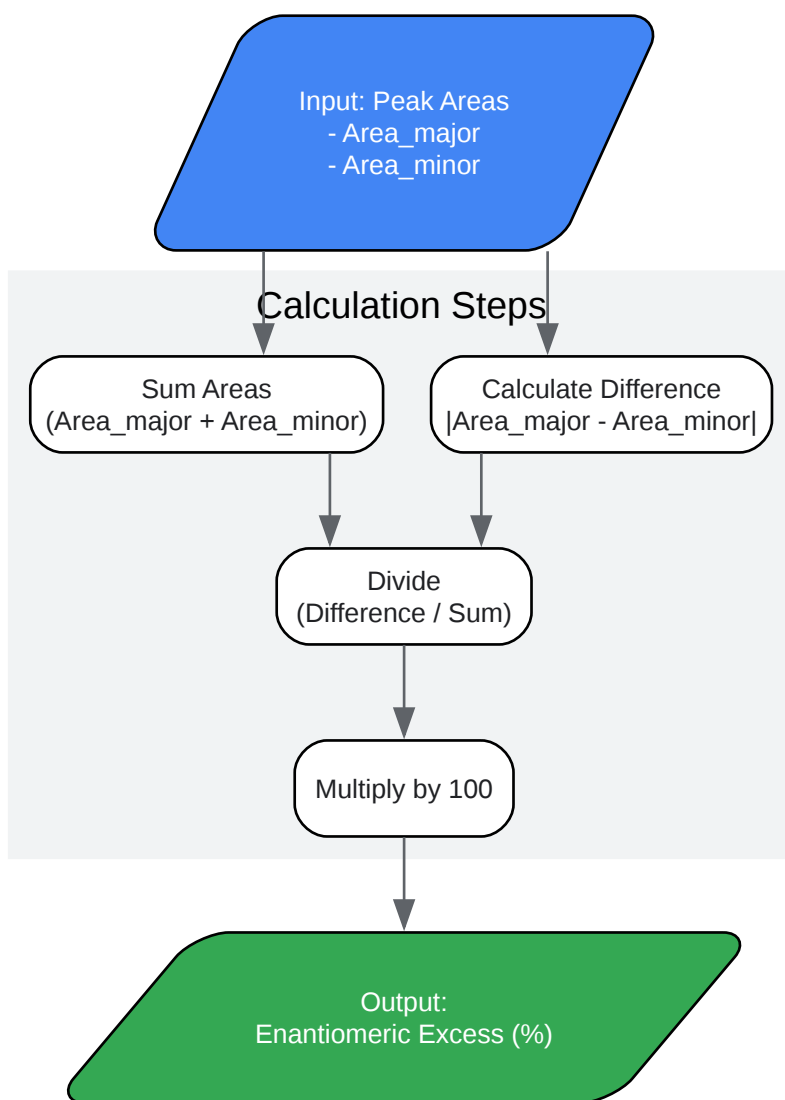 Input: Peak Areas
- Area_major
- Area_minor
Calculation Steps
Sum Areas
(Area_major + Area_minor)
Calculate Difference
|Area_major - Area_minor|
Divide
(Difference / Sum)
Multiply by 100
Output:
Enantiomeric Excess (%)